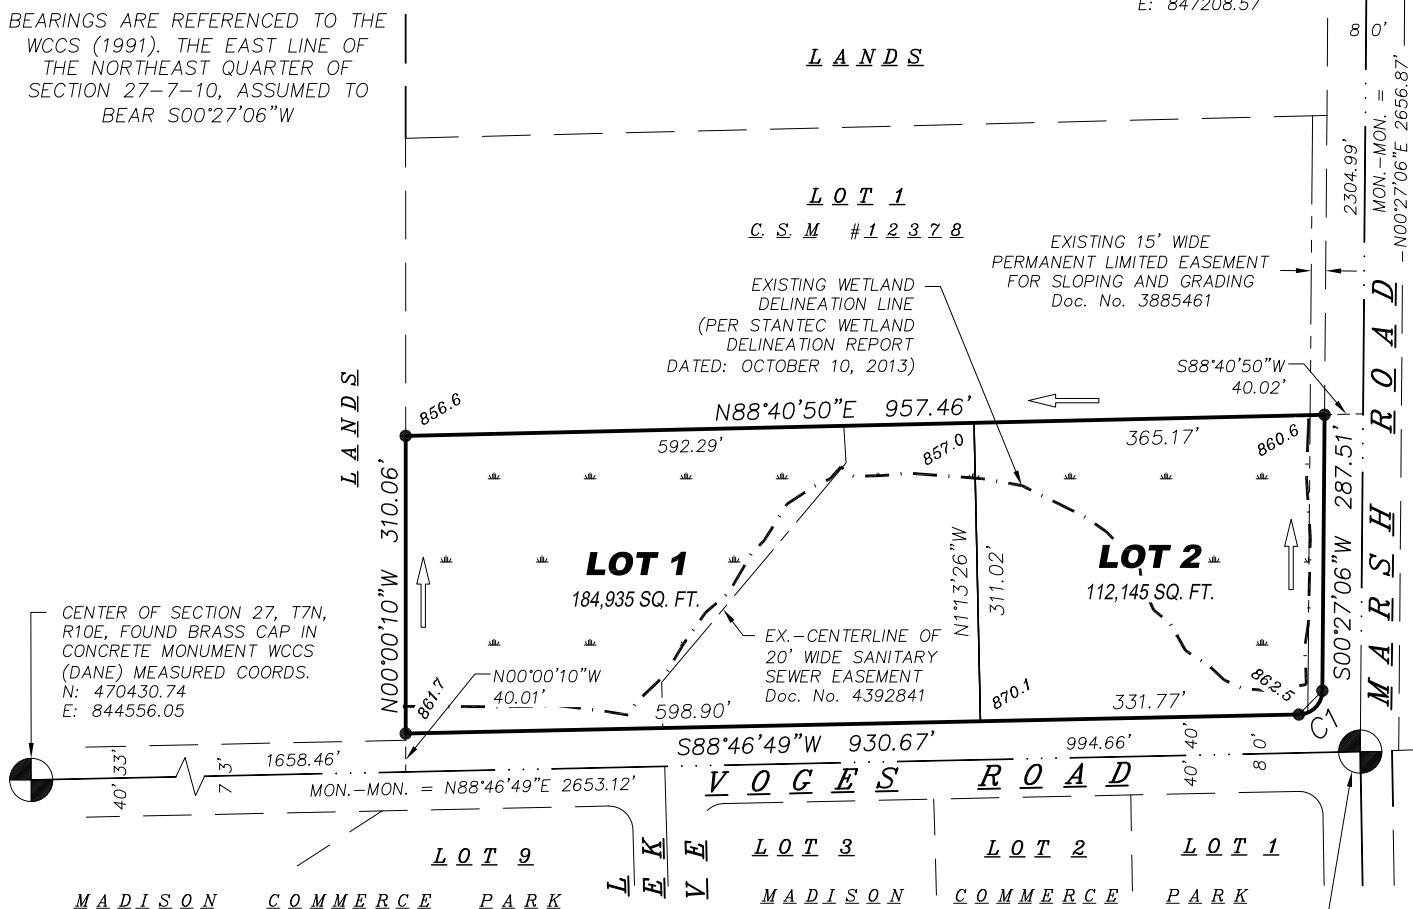 BEARINGS ARE REFERENCED TO THE
WCCS (1991). THE EAST LINE OF
THE NORTHEAST QUARTER OF
SECTION 27-7-10, ASSUMED TO
BEAR S00°27'06"W
E: 847208.57
80'
LANDS
2304.99'
MON.-MON. =
N00°27'06"E 2656.87'
LOT 1
C.S.M #12378
EXISTING 15' WIDE
PERMANENT LIMITED EASEMENT
FOR SLOPING AND GRADING
Doc. No. 3885461
EXISTING WETLAND
DELINEATION LINE
(PER STANTEC WETLAND
DELINEATION REPORT
DATED: OCTOBER 10, 2013)
S88°40'50"W
40.02'
LANDS
856.6
N88°40'50"E 957.46'
592.29'
857.0
365.17'
860.6
310.06'
N00°00'10"W
S00°27'06"W 287.51'
MARSH ROAD
N1°13'26"W
311.02'
LOT 1
184,935 SQ. FT.
LOT 2
112,145 SQ. FT.
CENTER OF SECTION 27, T7N,
R10E, FOUND BRASS CAP IN
CONCRETE MONUMENT WCCS
(DANE) MEASURED COORDS.
N: 470430.74
E: 844556.05
EX.-CENTERLINE OF
20' WIDE SANITARY
SEWER EASEMENT
Doc. No. 4392841
N00°00'10"W
40.01'
861.7
598.90'
870.1
331.77'
862.5
C7
S88°46'49"W 930.67'
994.66'
1658.46'
40' 33'
73'
40' 40'
80'
MON.-MON. = N88°46'49"E 2653.12'
VOGES ROAD
LEK
VE
LOT 9
LOT 3
LOT 2
LOT 1
MADISON COMMERCE PARK
MADISON COMMERCE PARK